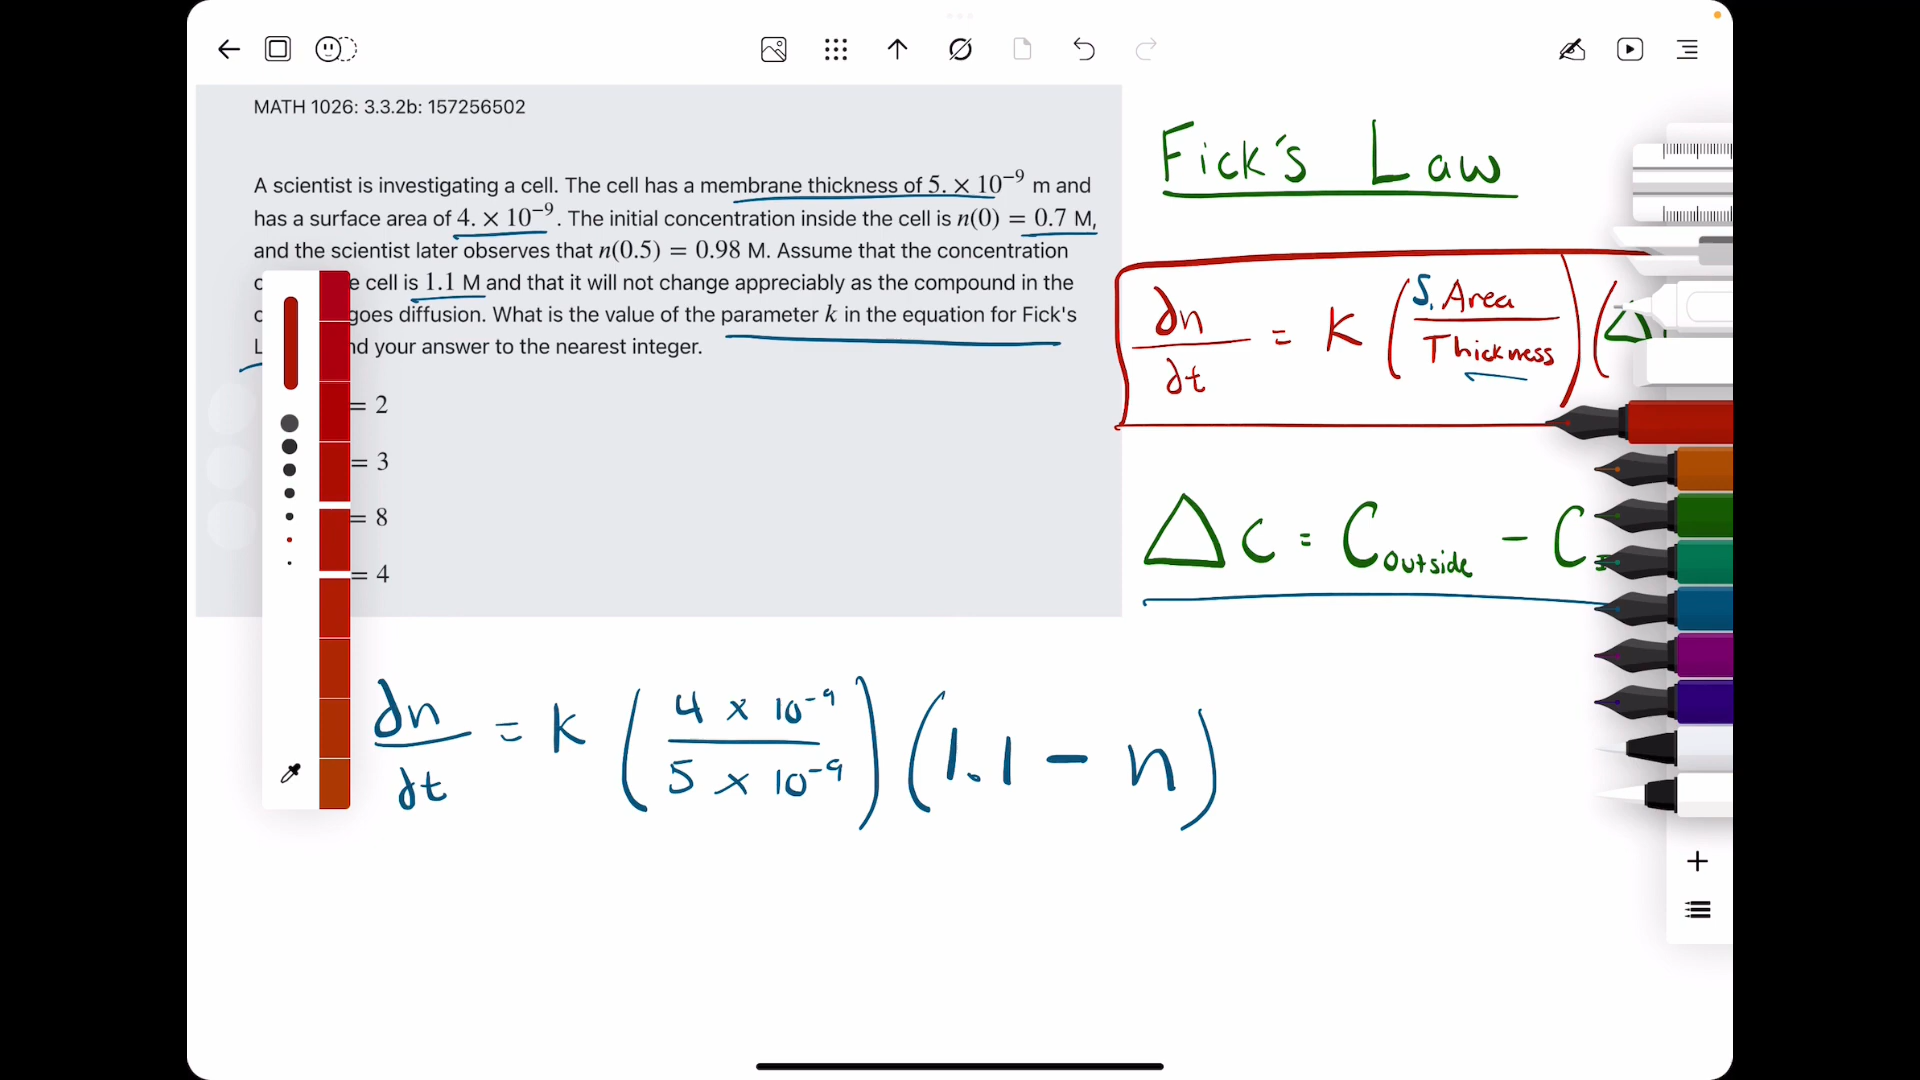 MATH 1026: 3.3.2b: 157256502
A scientist is investigating a cell. The cell has a membrane thickness of 5. × 10⁻⁹ m and
has a surface area of 4. × 10⁻⁹. The initial concentration inside the cell is n(0) = 0.7 M,
and the scientist later observes that n(0.5) = 0.98 M. Assume that the concentration
cell is 1.1 M and that it will not change appreciably as the compound in the
goes diffusion. What is the value of the parameter k in the equation for Fick's
your answer to the nearest integer.
= 2
= 3
= 8
= 4
Fick's Law
dn/dt = K (S. Area / Thickness) (Δ
ΔC = C outside - C
dn/dt = K (4 × 10⁻⁹ / 5 × 10⁻⁹) (1.1 - n)